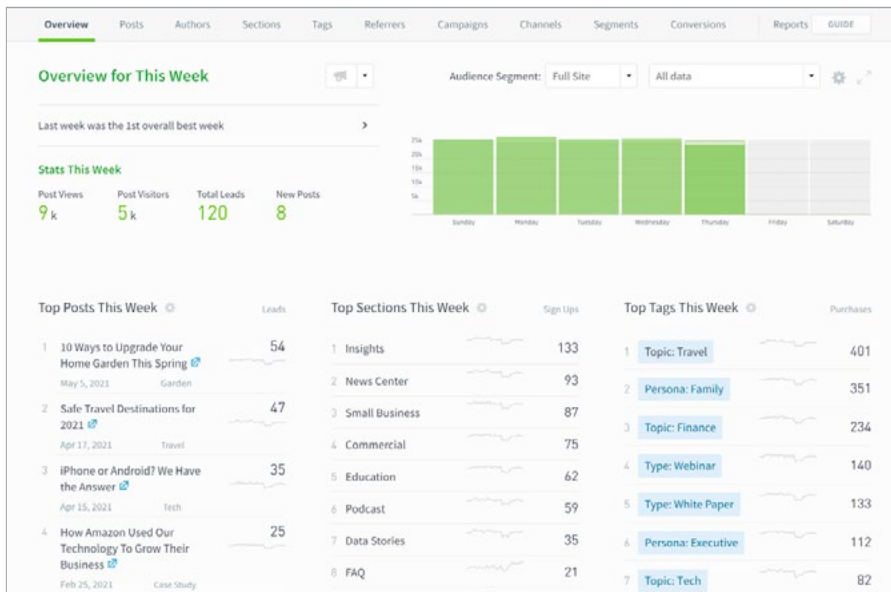 Overview Posts Authors Sections Tags Referrers Campaigns Channels Segments Conversions Reports GUIDE
Overview for This Week
Audience Segment: Full Site All data
Last week was the 1st overall best week
Stats This Week
Post Views Post Visitors Total Leads New Posts
9 k 5 k 120 8
25k
20k
15k
10k
5k
Sunday Monday Tuesday Wednesday Thursday Friday Saturday
Top Posts This Week Leads
1 10 Ways to Upgrade Your 54
Home Garden This Spring
May 5, 2021 Garden
2 Safe Travel Destinations for 47
2021
Apr 17, 2021 Travel
3 iPhone or Android? We Have 35
the Answer
Apr 15, 2021 Tech
4 How Amazon Used Our 25
Technology To Grow Their
Business
Feb 25, 2021 Case Study
Top Sections This Week Sign Ups
1 Insights 133
2 News Center 93
3 Small Business 87
4 Commercial 75
5 Education 62
6 Podcast 59
7 Data Stories 35
8 FAQ 21
Top Tags This Week Purchases
1 Topic: Travel 401
2 Persona: Family 351
3 Topic: Finance 234
4 Type: Webinar 140
5 Type: White Paper 133
6 Persona: Executive 112
7 Topic: Tech 82